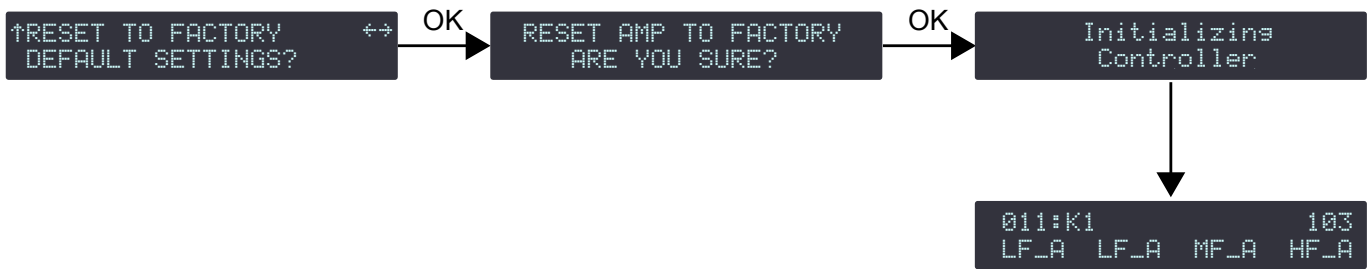 ↑RESET TO FACTORY ↔
DEFAULT SETTINGS?
OK
RESET AMP TO FACTORY
ARE YOU SURE?
OK
Initializing
Controller
011:K1 103
LF_A LF_A MF_A HF_A